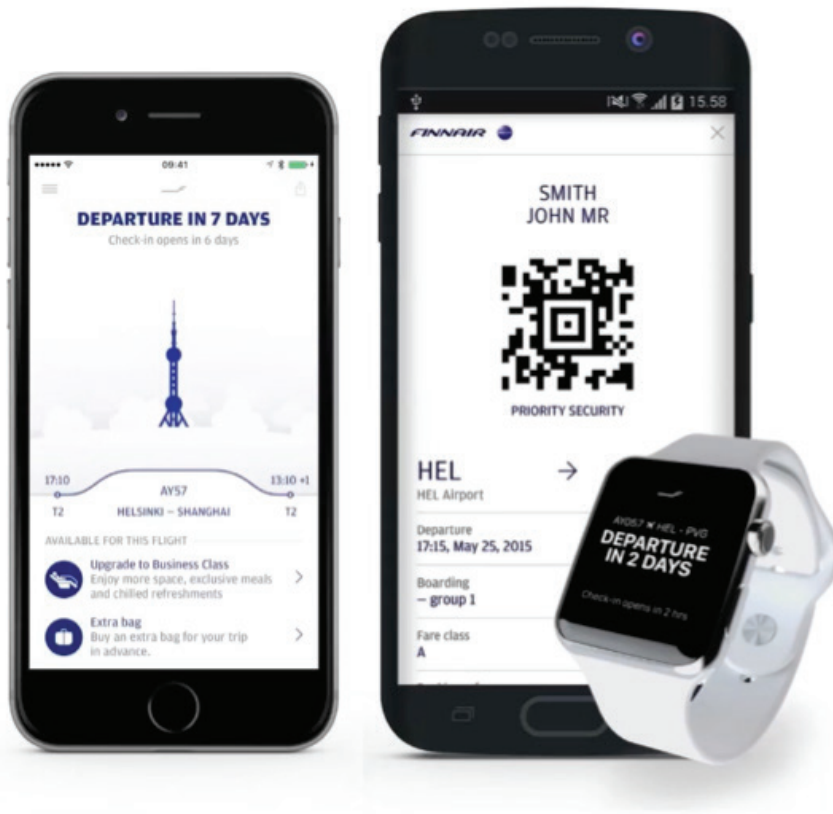 09:41
DEPARTURE IN 7 DAYS
Check-in opens in 6 days
17:10
13:10 +1
AY57
T2
HELSINKI – SHANGHAI
T2
AVAILABLE FOR THIS FLIGHT
Upgrade to Business Class
Enjoy more space, exclusive meals
and chilled refreshments
Extra bag
Buy an extra bag for your trip
in advance.
15.58
FINNAIR
SMITH
JOHN MR
PRIORITY SECURITY
HEL
HEL Airport
Departure
17:15, May 25, 2015
Boarding
– group 1
Fare class
A
AY057 HEL - PVG
DEPARTURE
IN 2 DAYS
Check-in opens in 2 hrs